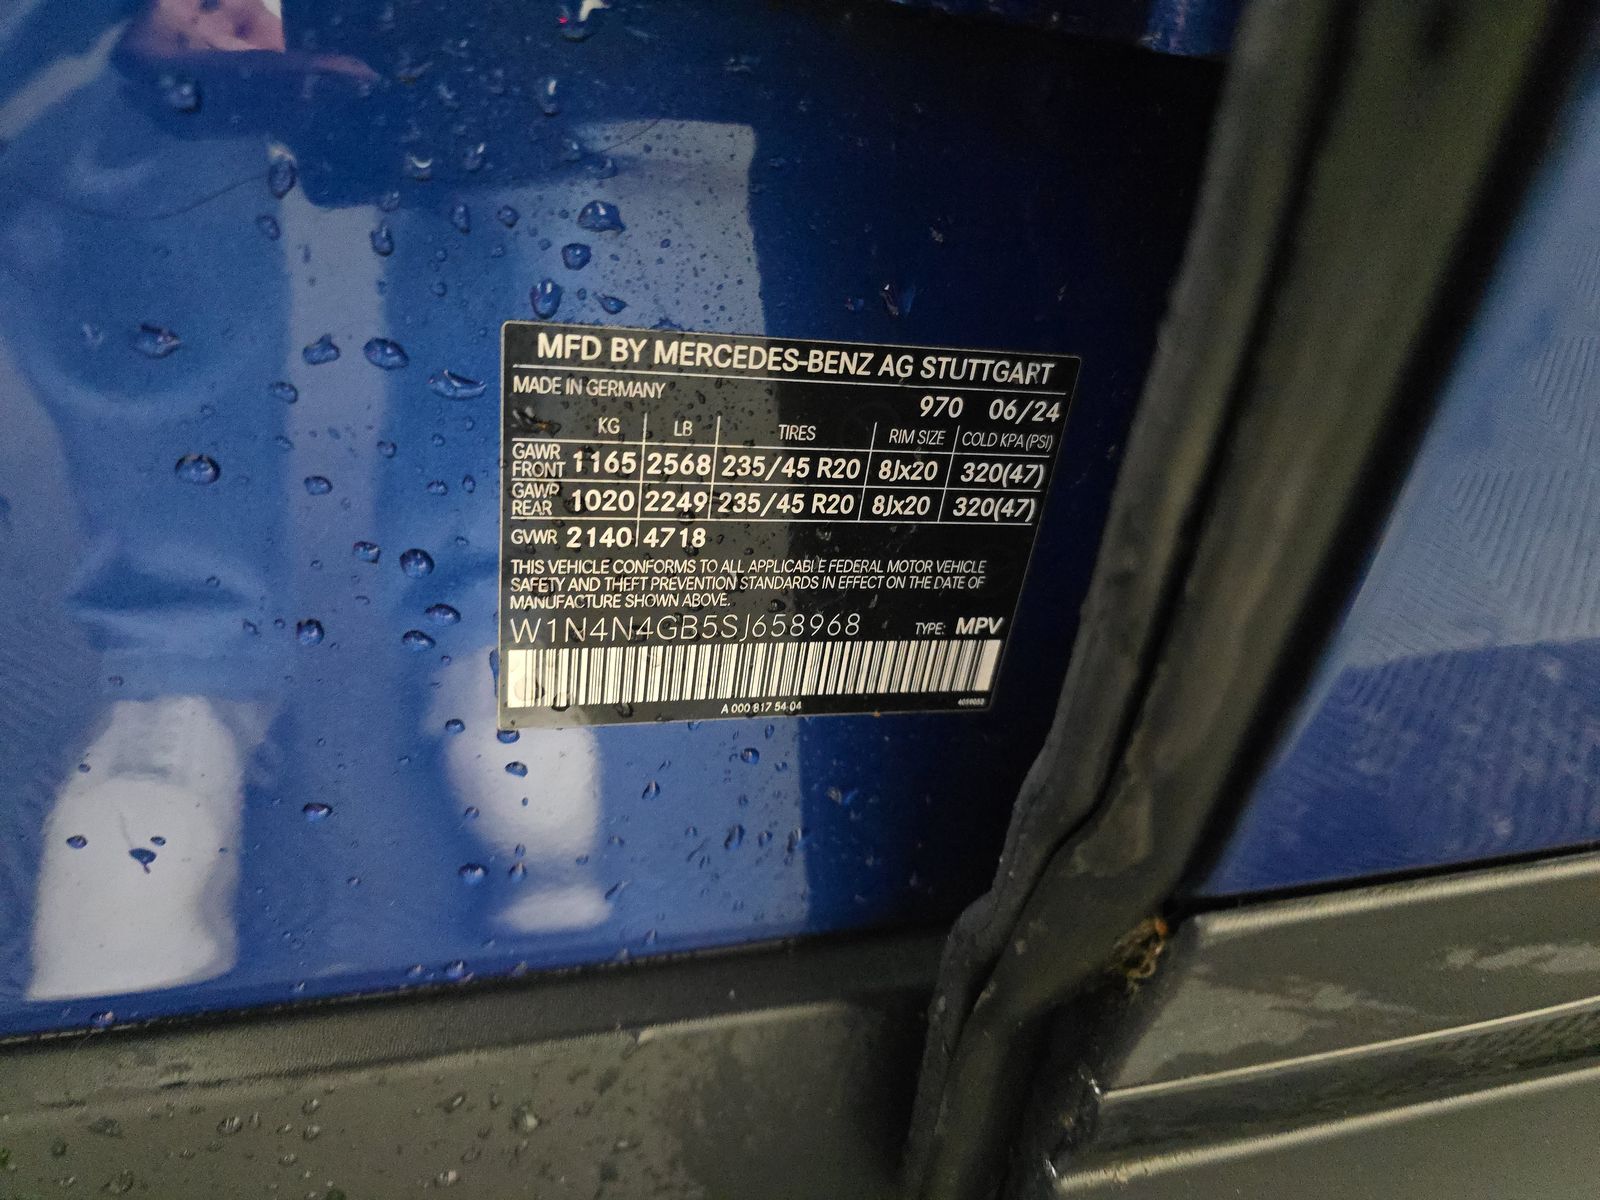 MFD BY MERCEDES-BENZ AG STUTTGART
MADE IN GERMANY
970 06/24
KG LB TIRES RIM SIZE COLD KPA (PSI)
GAWR FRONT 1165 2568 235/45 R20 8Jx20 320(47)
GAWR REAR 1020 2249 235/45 R20 8Jx20 320(47)
GVWR 2140 4718
THIS VEHICLE CONFORMS TO ALL APPLICABLE FEDERAL MOTOR VEHICLE
SAFETY AND THEFT PREVENTION STANDARDS IN EFFECT ON THE DATE OF
MANUFACTURE SHOWN ABOVE.
W1N4N4GB5SJ658968 TYPE: MPV
A 000 817 54 04